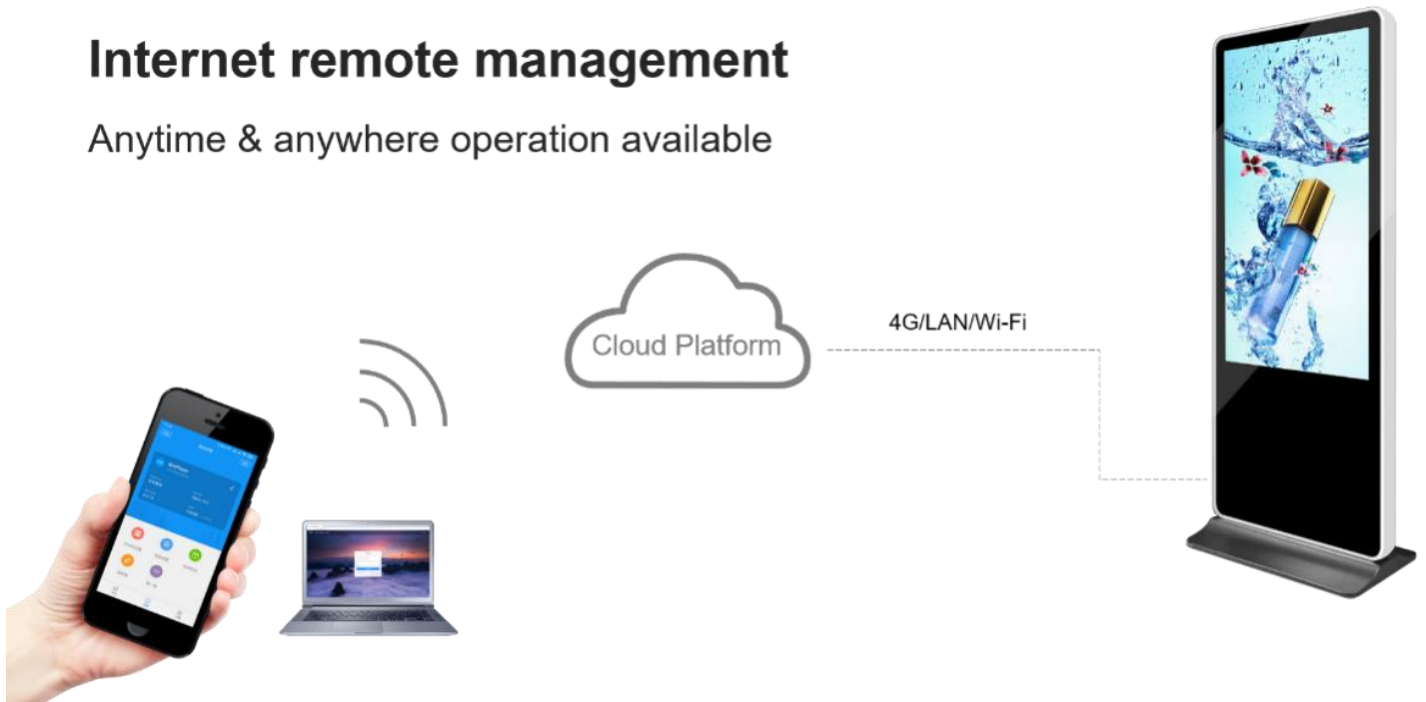 Internet remote management
Anytime & anywhere operation available
Cloud Platform
4G/LAN/Wi-Fi